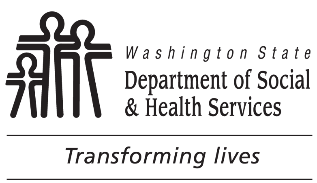 Washington State
Department of Social
& Health Services
Transforming lives